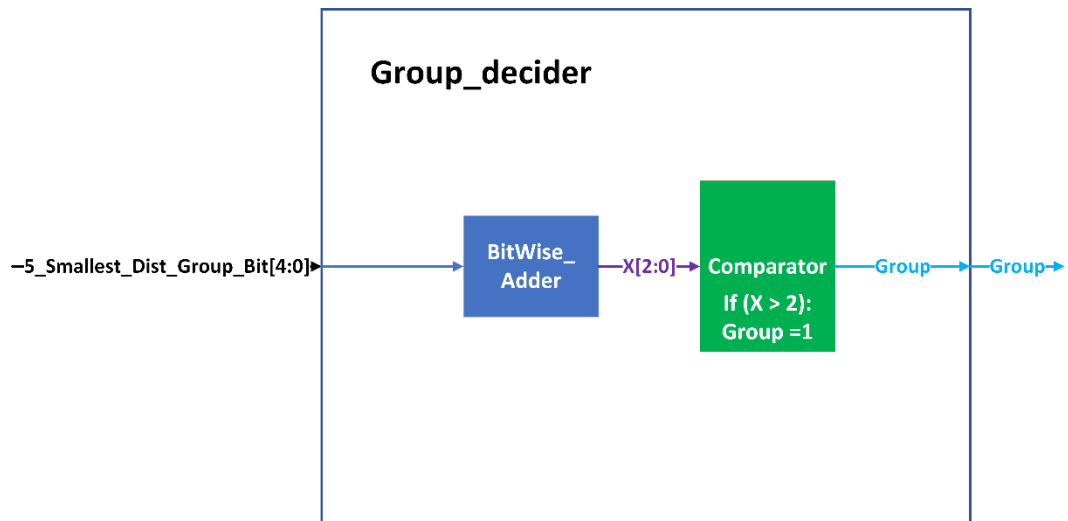 Group_decider
5_Smallest_Dist_Group_Bit[4:0]
BitWise_
Adder
X[2:0]
Comparator
If (X > 2):
Group =1
Group
Group